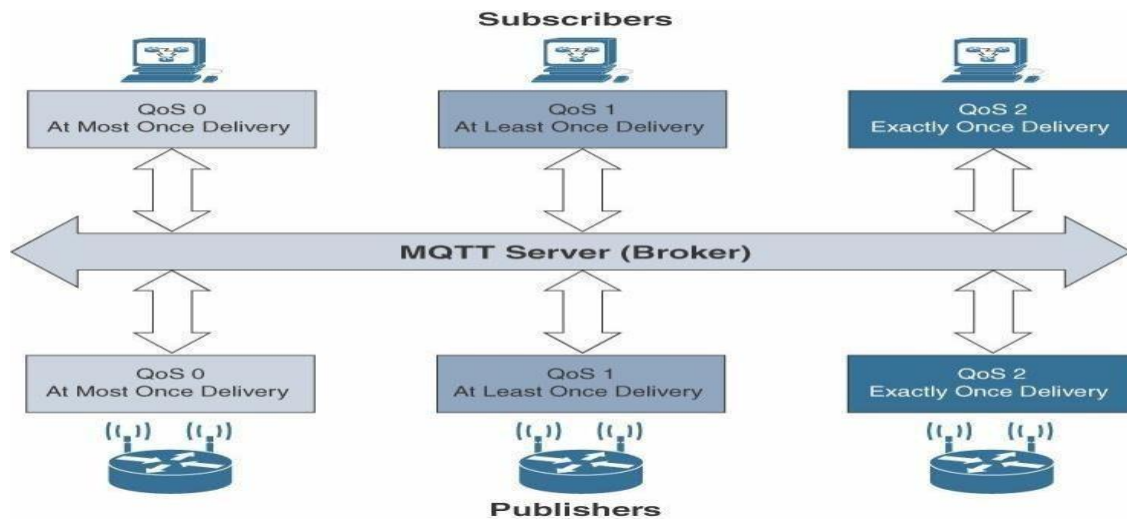 Subscribers
QoS 0
At Most Once Delivery
QoS 1
At Least Once Delivery
QoS 2
Exactly Once Delivery
MQTT Server (Broker)
QoS 0
At Most Once Delivery
QoS 1
At Least Once Delivery
QoS 2
Exactly Once Delivery
Publishers